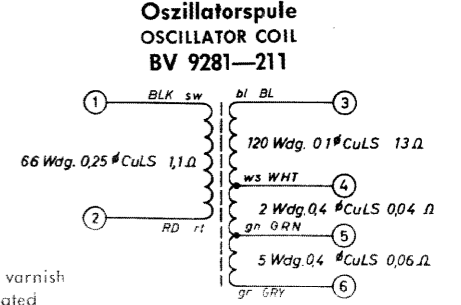 Oszillatorspule
OSCILLATOR COIL
BV 9281—211
1 BLK sw bl BL 3
66 Wdg. 0,25 ø CuLS 1,1 Ω
120 Wdg. 0 1 ø CuLS 13 Ω
ws WHT 4
2 Wdg. 0,4 ø CuLS 0,04 Ω
2 RD rt
gn GRN 5
5 Wdg. 0,4 ø CuLS 0,06 Ω
gr GRY 6
varnish
ated